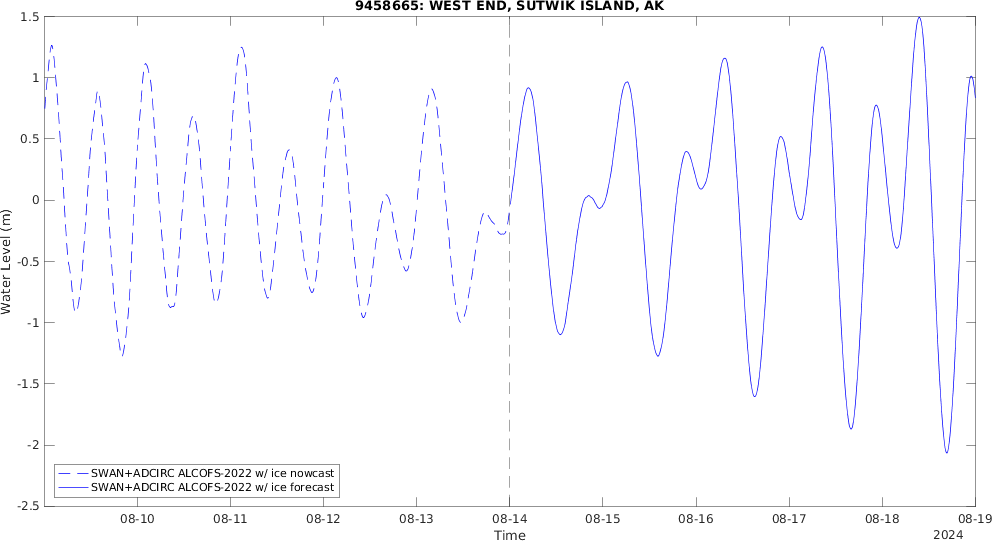 9458665: WEST END, SUTWIK ISLAND, AK
1.5
1
0.5
0
-0.5
-1
-1.5
-2
-2.5
Water Level (m)
SWAN+ADCIRC ALCOFS-2022 w/ ice nowcast
SWAN+ADCIRC ALCOFS-2022 w/ ice forecast
08-10 08-11 08-12 08-13 08-14 08-15 08-16 08-17 08-18 08-19
Time
2024